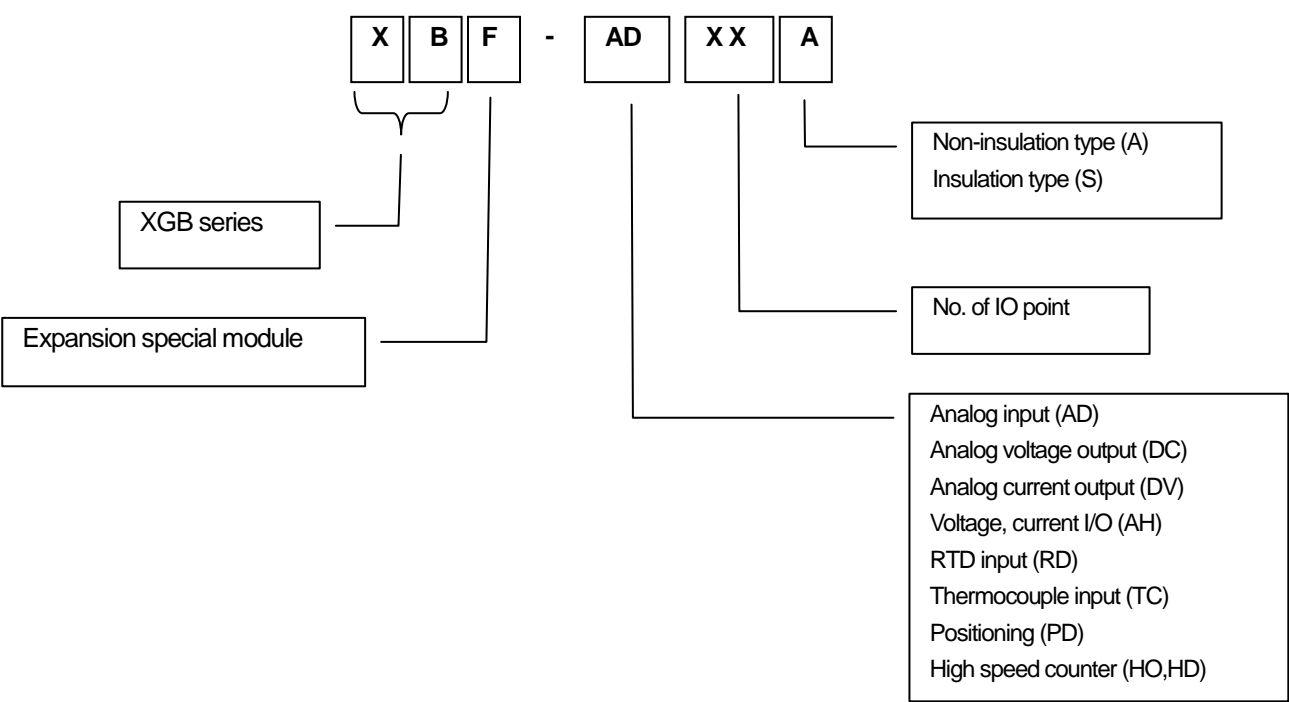 X B F - AD X X A
Non-insulation type (A)
Insulation type (S)
XGB series
No. of IO point
Expansion special module
Analog input (AD)
Analog voltage output (DC)
Analog current output (DV)
Voltage, current I/O (AH)
RTD input (RD)
Thermocouple input (TC)
Positioning (PD)
High speed counter (HO,HD)